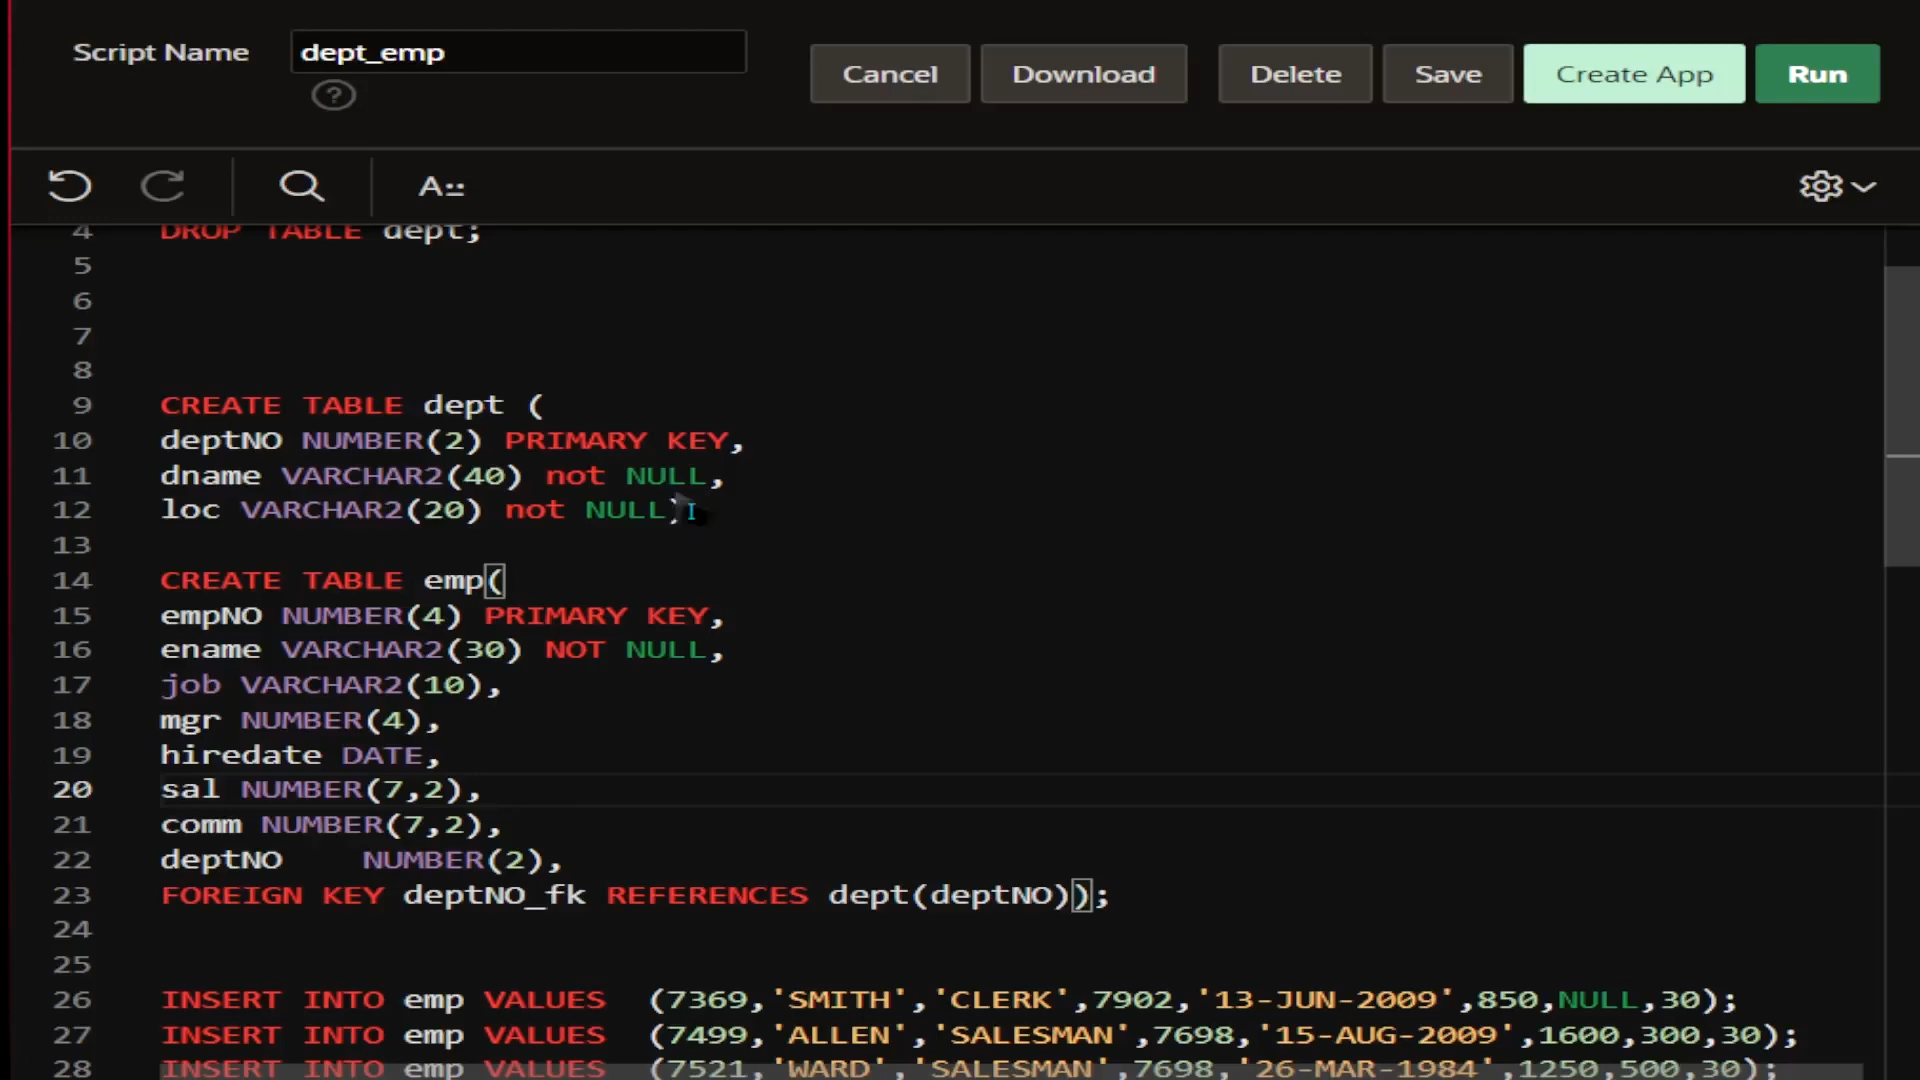 Script Name dept_emp Cancel Download Delete Save Create App Run
?
A
4 DROP TABLE dept;
5
6
7
8
9 CREATE TABLE dept (
10 deptNO NUMBER(2) PRIMARY KEY,
11 dname VARCHAR2(40) not NULL,
12 loc VARCHAR2(20) not NULL)
13
14 CREATE TABLE emp(
15 empNO NUMBER(4) PRIMARY KEY,
16 ename VARCHAR2(30) NOT NULL,
17 job VARCHAR2(10),
18 mgr NUMBER(4),
19 hiredate DATE,
20 sal NUMBER(7,2),
21 comm NUMBER(7,2),
22 deptNO    NUMBER(2),
23 FOREIGN KEY deptNO_fk REFERENCES dept(deptNO));
24
25
26 INSERT INTO emp VALUES  (7369,'SMITH','CLERK',7902,'13-JUN-2009',850,NULL,30);
27 INSERT INTO emp VALUES  (7499,'ALLEN','SALESMAN',7698,'15-AUG-2009',1600,300,30);
28 INSERT INTO emp VALUES  (7521,'WARD','SALESMAN',7698,'26-MAR-1984',1250,500,30);